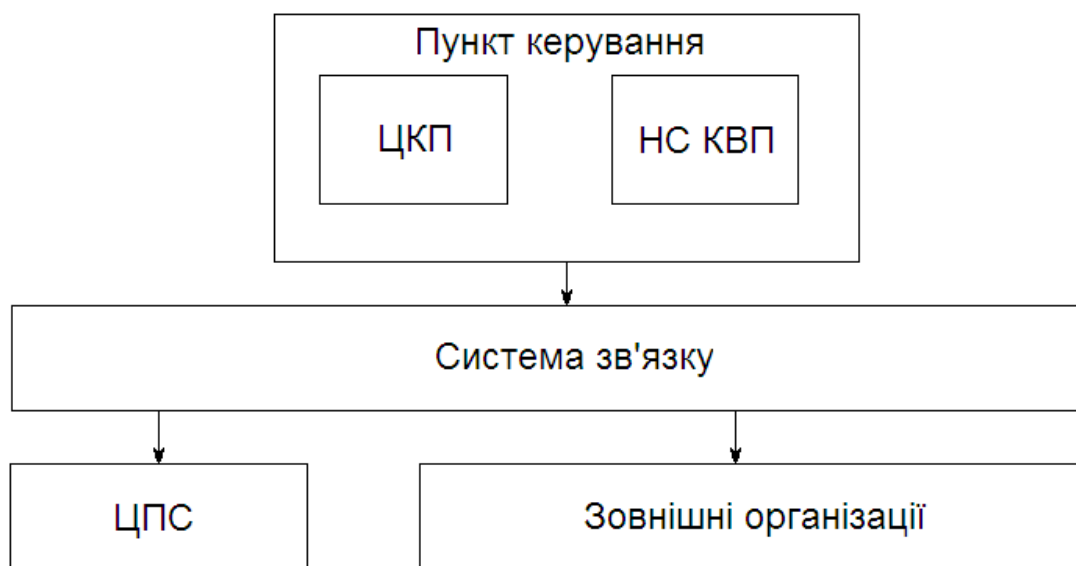 Пункт керування
ЦКП
НС КВП
Система зв'язку
ЦПС
Зовнішні організації